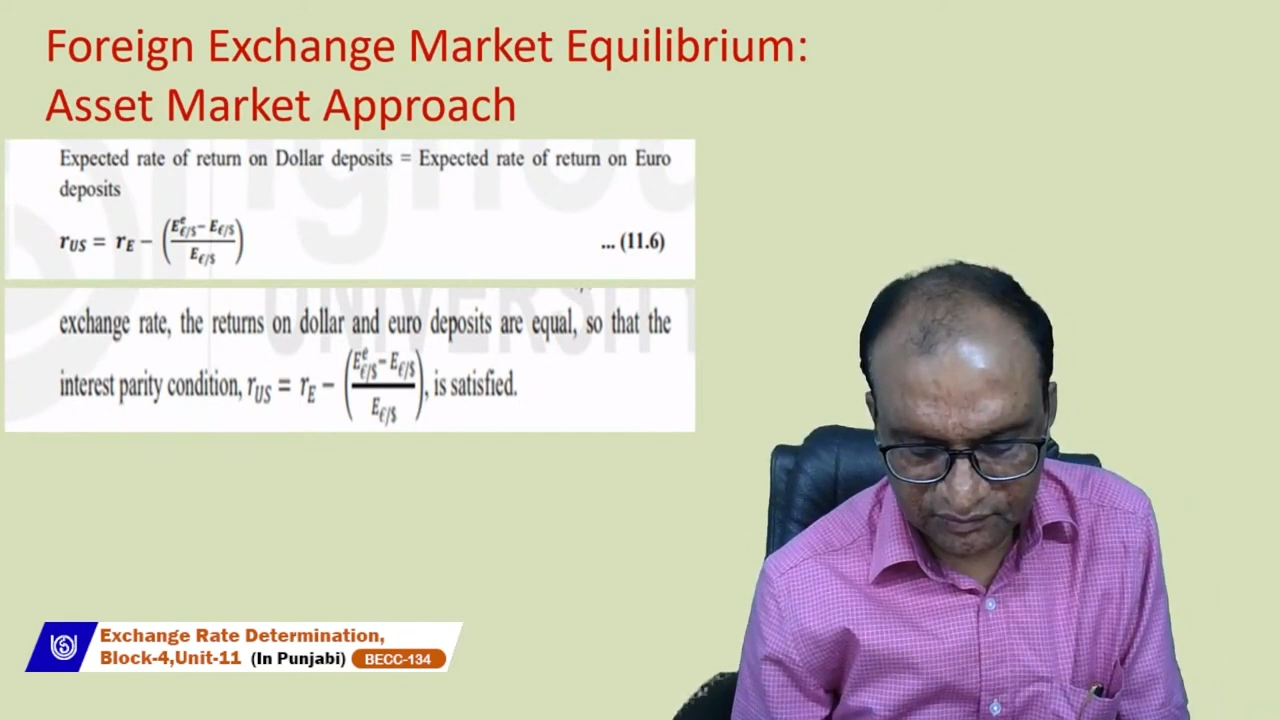 Foreign Exchange Market Equilibrium:
Asset Market Approach
Expected rate of return on Dollar deposits = Expected rate of return on Euro
deposits
r_US = r_E − ((E^e_€/$ − E_€/$) / E_€/$) ... (11.6)
UNIVERSITY
exchange rate, the returns on dollar and euro deposits are equal, so that the
interest parity condition, r_US = r_E − ((E^e_€/$ − E_€/$) / E_€/$), is satisfied.
Exchange Rate Determination,
Block-4,Unit-11 (In Punjabi) BECC-134